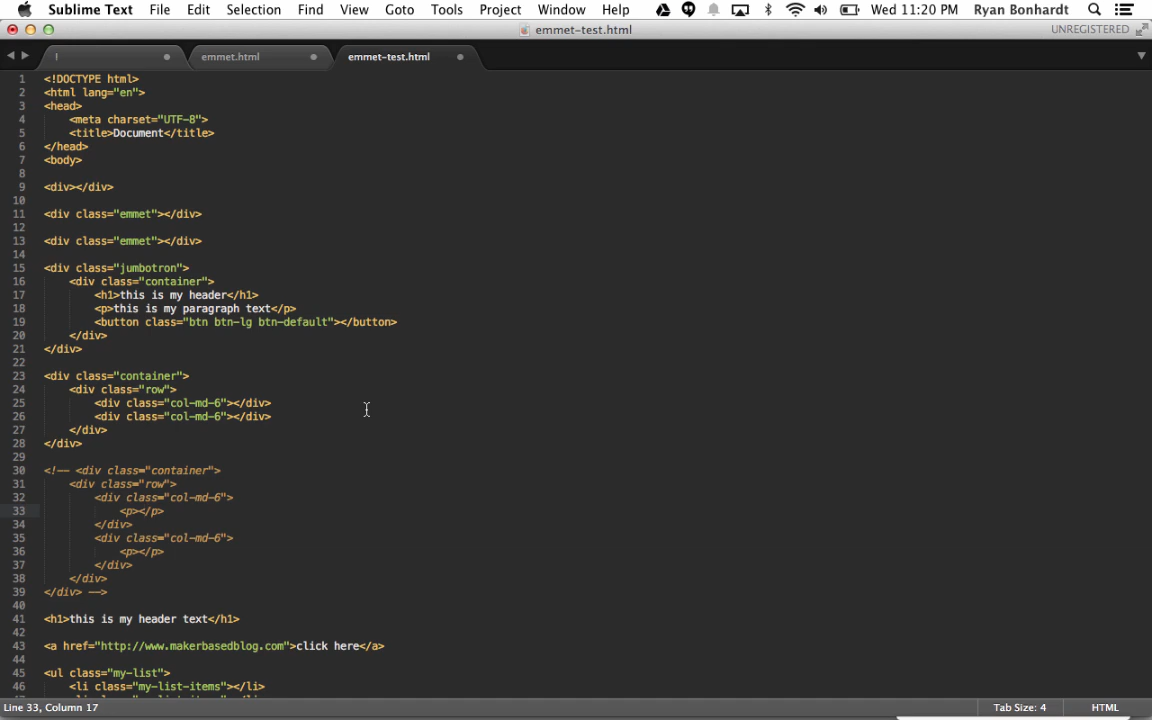 Sublime Text File Edit Selection Find View Goto Tools Project Window Help Wed 11:20 PM Ryan Bonhardt
emmet-test.html UNREGISTERED
! emmet.html emmet-test.html
1 <!DOCTYPE html>
2 <html lang="en">
3 <head>
4 <meta charset="UTF-8">
5 <title>Document</title>
6 </head>
7 <body>
8
9 <div></div>
10
11 <div class="emmet"></div>
12
13 <div class="emmet"></div>
14
15 <div class="jumbotron">
16 <div class="container">
17 <h1>this is my header</h1>
18 <p>this is my paragraph text</p>
19 <button class="btn btn-lg btn-default"></button>
20 </div>
21 </div>
22
23 <div class="container">
24 <div class="row">
25 <div class="col-md-6"></div>
26 <div class="col-md-6"></div>
27 </div>
28 </div>
29
30 <!-- <div class="container">
31 <div class="row">
32 <div class="col-md-6">
33 <p></p>
34 </div>
35 <div class="col-md-6">
36 <p></p>
37 </div>
38 </div>
39 </div> -->
40
41 <h1>this is my header text</h1>
42
43 <a href="http://www.makerbasedblog.com">click here</a>
44
45 <ul class="my-list">
46 <li class="my-list-items"></li>
Line 33, Column 17 Tab Size: 4 HTML